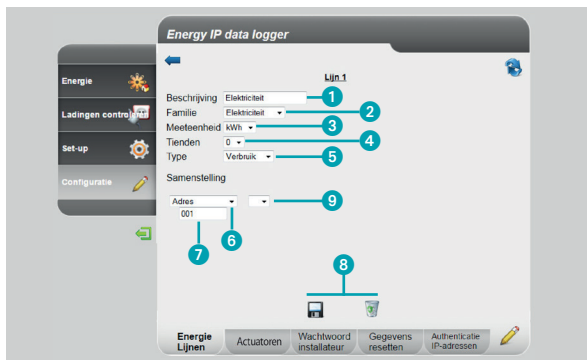 Energy IP data logger
Lijn 1
Energie
Ladingen controleren
Set-up
Configuratie
Beschrijving Elektriciteit 1
Familie Elektriciteit 2
Meeteenheid kWh 3
Tienden 0 4
Type Verbruik 5
Samenstelling
Adres 9
001
6
7
8
Energie Lijnen
Actuatoren
Wachtwoord installateur
Gegevens resetten
Authenticatie IP-adressen